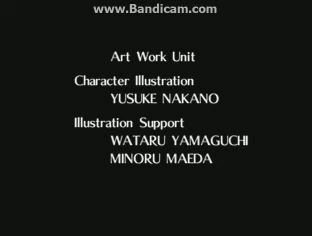 www.Bandicam.com
Art Work Unit
Character Illustration
YUSUKE NAKANO
Illustration Support
WATARU YAMAGUCHI
MINORU MAEDA